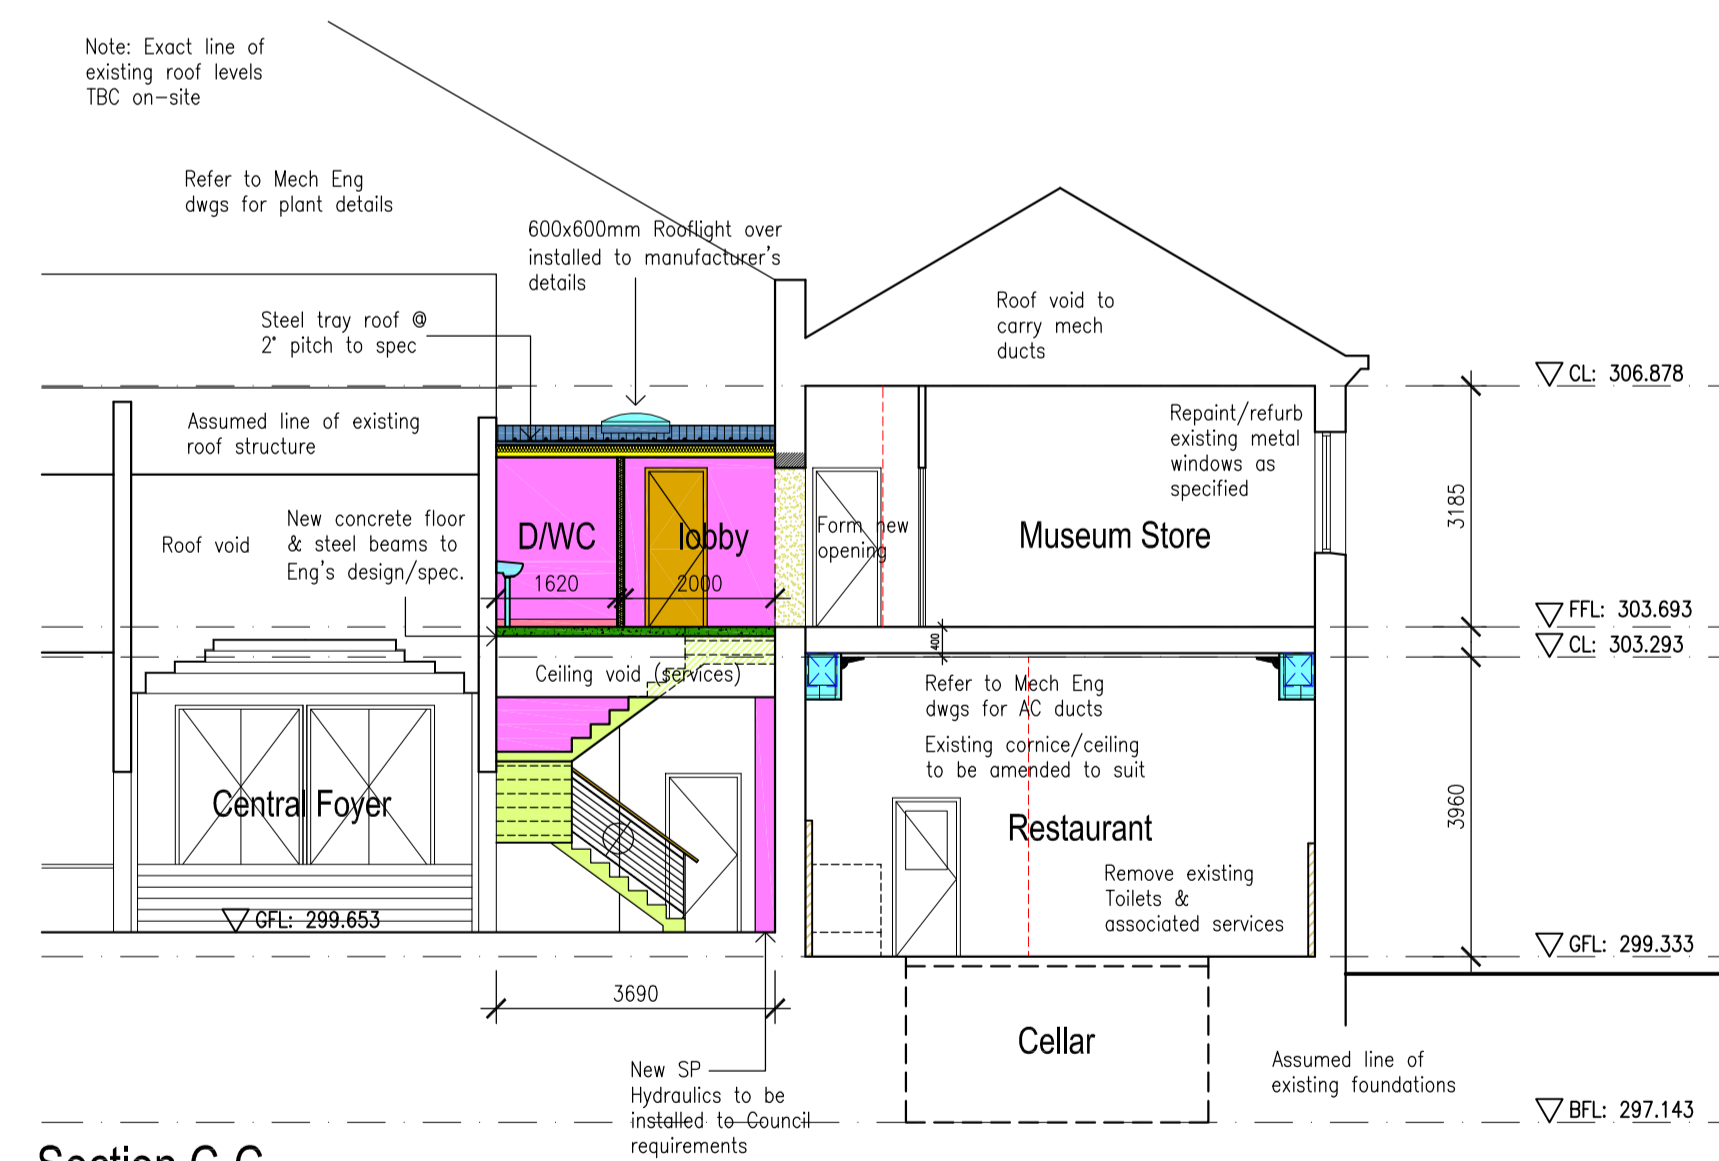 Note: Exact line of
existing roof levels
TBC on-site
Refer to Mech Eng
dwgs for plant details
600x600mm Rooflight over
installed to manufacturer's
details
Steel tray roof @
2° pitch to spec
Roof void to
carry mech
ducts
CL: 306.878
Assumed line of existing
roof structure
Repaint/refurb
existing metal
windows as
specified
3185
New concrete floor
& steel beams to
Eng's design/spec.
Roof void
D/WC
lobby
Form new
opening
Museum Store
1620
2000
FFL: 303.693
CL: 303.293
400
Ceiling void (services)
Refer to Mech Eng
dwgs for AC ducts
Existing cornice/ceiling
to be amended to suit
Central Foyer
Restaurant
3960
Remove existing
Toilets &
associated services
GFL: 299.653
GFL: 299.333
3690
Cellar
New SP
Hydraulics to be
installed to Council
requirements
Assumed line of
existing foundations
BFL: 297.143
Section C-C